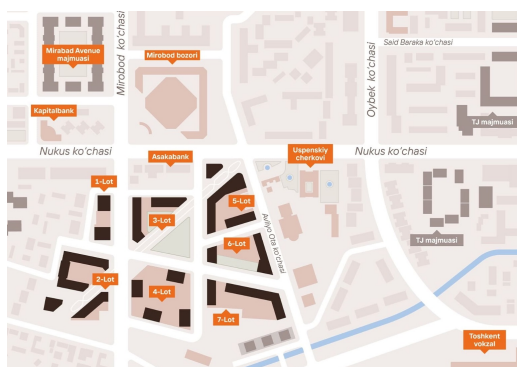 Mirabad Avenue
majmuasi
Mirobod ko'chasi
Mirobod bozori
Oybek ko'chasi
Said Baraka ko'chasi
Kapitalbank
TJ majmuasi
Nukus ko'chasi
Asakabank
Uspenskiy
cherkovi
Nukus ko'chasi
1-Lot
3-Lot
5-Lot
Avliyo Ota ko'chasi
6-Lot
TJ majmuasi
2-Lot
4-Lot
7-Lot
Toshkent
vokzal